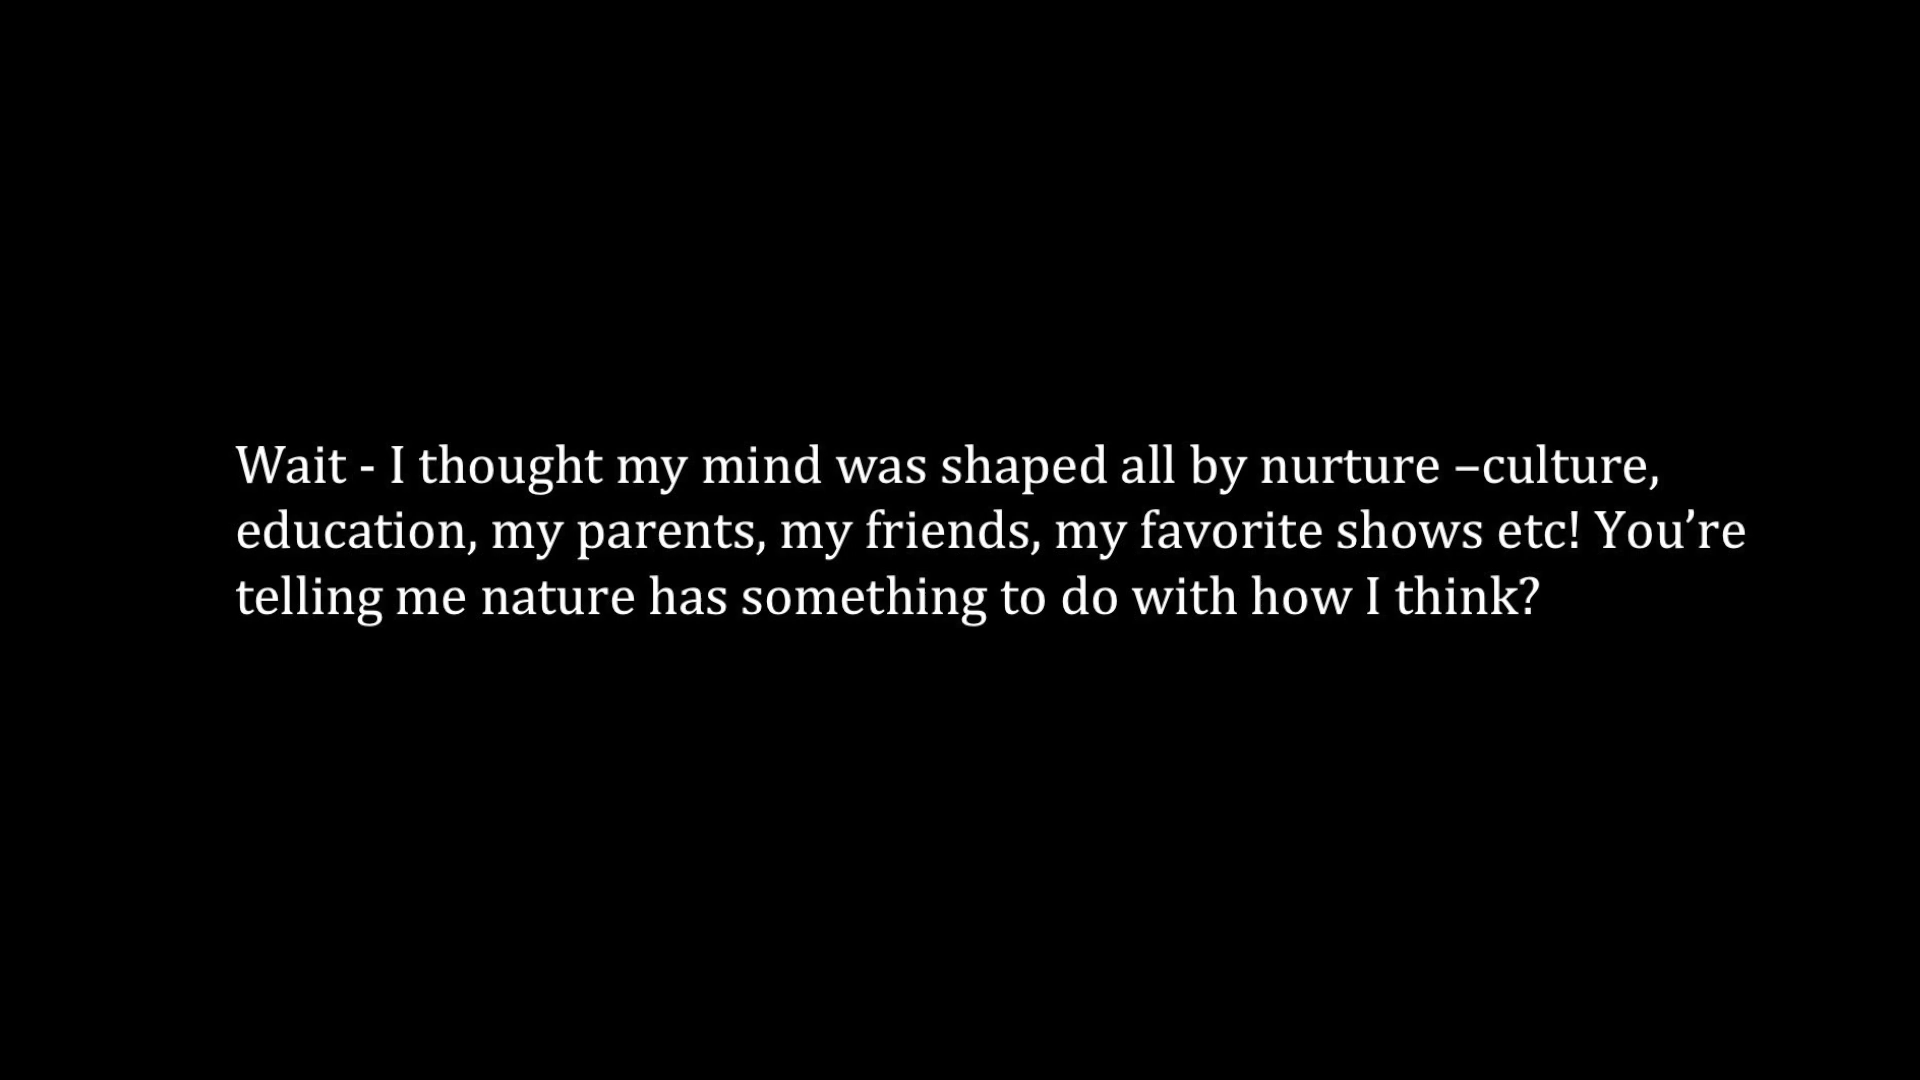 Wait - I thought my mind was shaped all by nurture –culture,
education, my parents, my friends, my favorite shows etc! You’re
telling me nature has something to do with how I think?